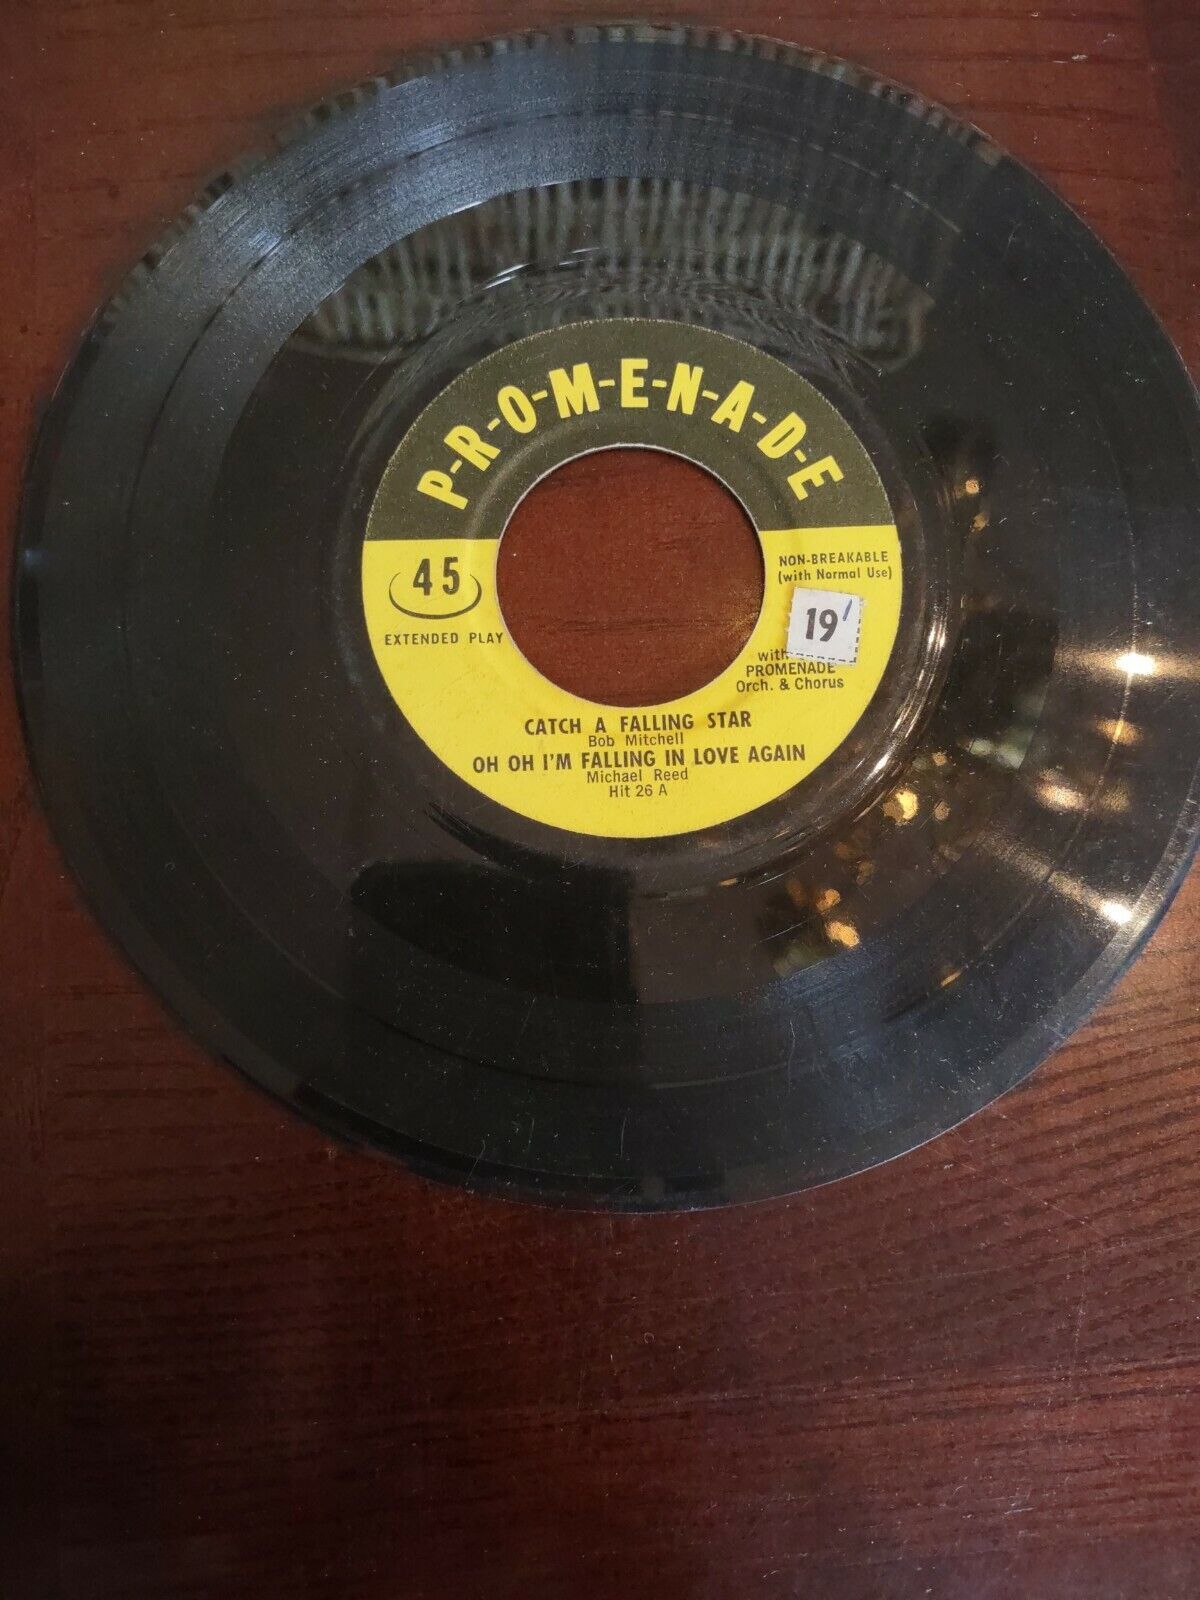 P-R-O-M-E-N-A-D-E
45
EXTENDED PLAY
NON-BREAKABLE
(with Normal Use)
19
with
PROMENADE
Orch. & Chorus
CATCH A FALLING STAR
Bob Mitchell
OH OH I'M FALLING IN LOVE AGAIN
Michael Reed
Hit 26 A